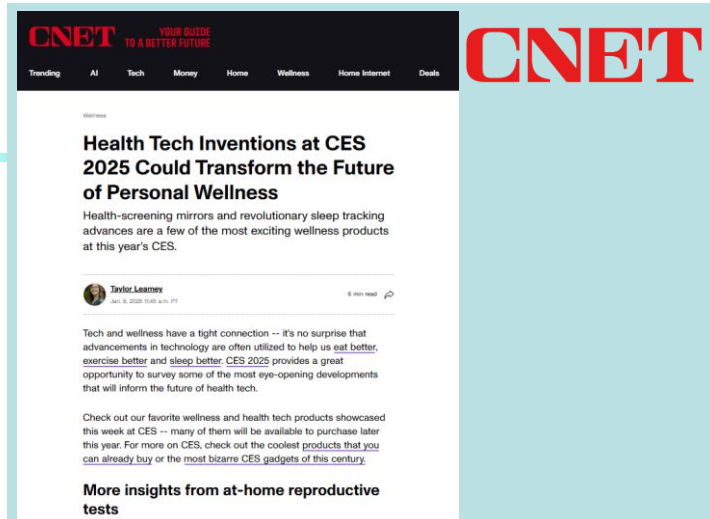 CNET YOUR GUIDE
TO A BETTER FUTURE
CNET
Trending AI Tech Money Home Wellness Home Internet Deals
Wellness
Health Tech Inventions at CES
2025 Could Transform the Future
of Personal Wellness
Health-screening mirrors and revolutionary sleep tracking
advances are a few of the most exciting wellness products
at this year's CES.
Taylor Leamey
Jan. 8, 2025 11:45 a.m. PT
6 min read
Tech and wellness have a tight connection -- it's no surprise that
advancements in technology are often utilized to help us eat better,
exercise better and sleep better. CES 2025 provides a great
opportunity to survey some of the most eye-opening developments
that will inform the future of health tech.
Check out our favorite wellness and health tech products showcased
this week at CES -- many of them will be available to purchase later
this year. For more on CES, check out the coolest products that you
can already buy or the most bizarre CES gadgets of this century.
More insights from at-home reproductive
tests